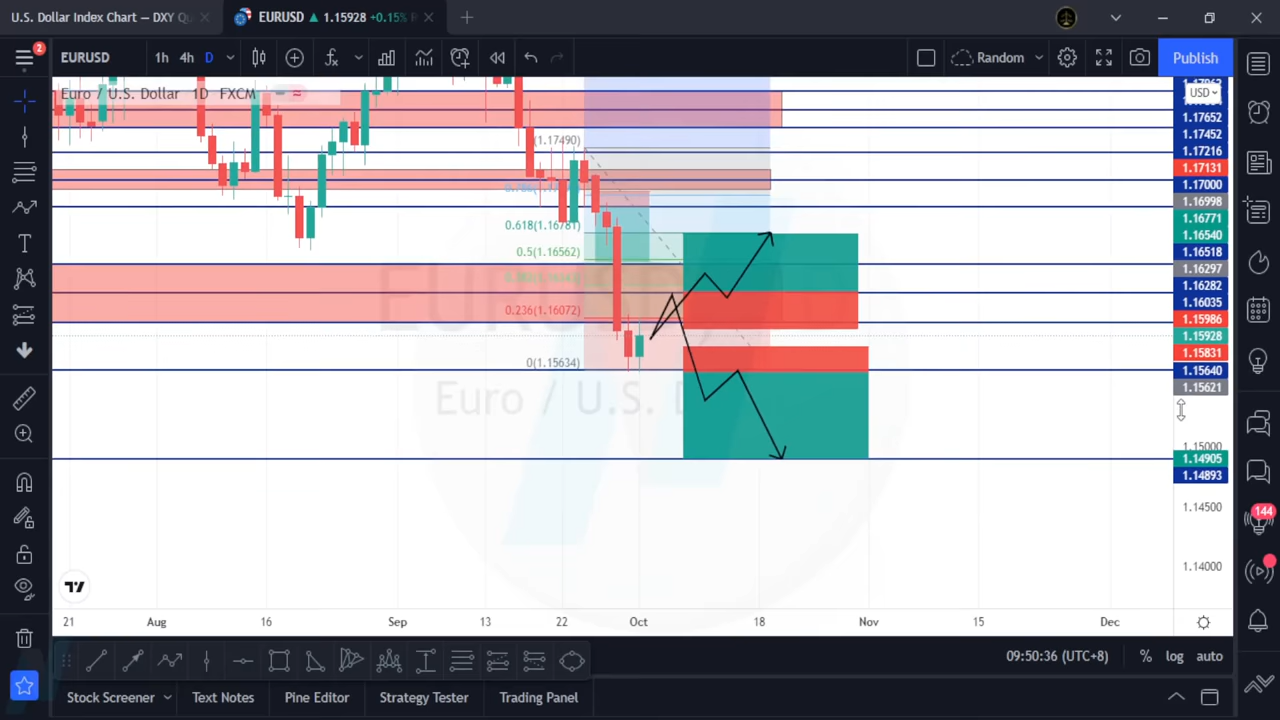 U.S. Dollar Index Chart — DXY Qu
EURUSD ▲ 1.15928 +0.15%
2
EURUSD
1h 4h D
Random
Publish
Euro / U.S. Dollar 1D FXCM
USD
1.17652
1.17452
1.17216
1.17131
1.17000
1.16998
1.16771
1.16540
1.16518
1.16297
1.16282
1.16035
1.15986
1.15928
1.15831
1.15640
1.15621
1.15000
1.14905
1.14893
1.14500
1.14000
(1.17490)
0.618(1.16781)
0.5(1.16562)
0.236(1.16072)
0(1.15634)
Euro / U.S. D
144
21 Aug 16 Sep 13 22 Oct 18 Nov 15 Dec
09:50:36 (UTC+8) % log auto
Stock Screener Text Notes Pine Editor Strategy Tester Trading Panel